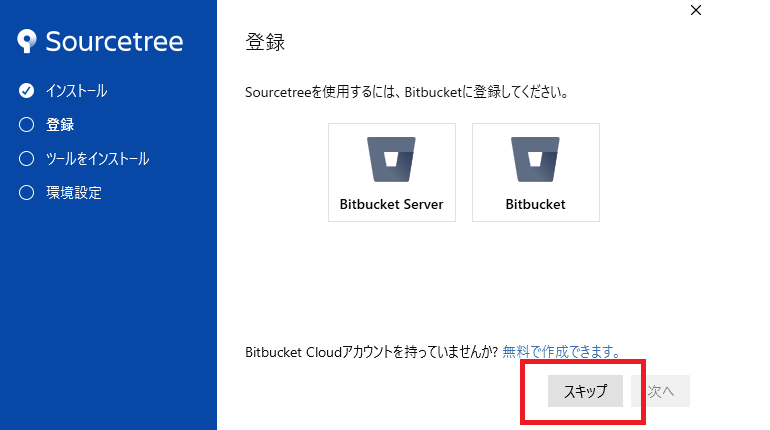 Sourcetree
インストール
登録
ツールをインストール
環境設定
登録
Sourcetreeを使用するには、Bitbucketに登録してください。
Bitbucket Server
Bitbucket
Bitbucket Cloudアカウントを持っていませんか? 無料で作成できます。
スキップ
次へ